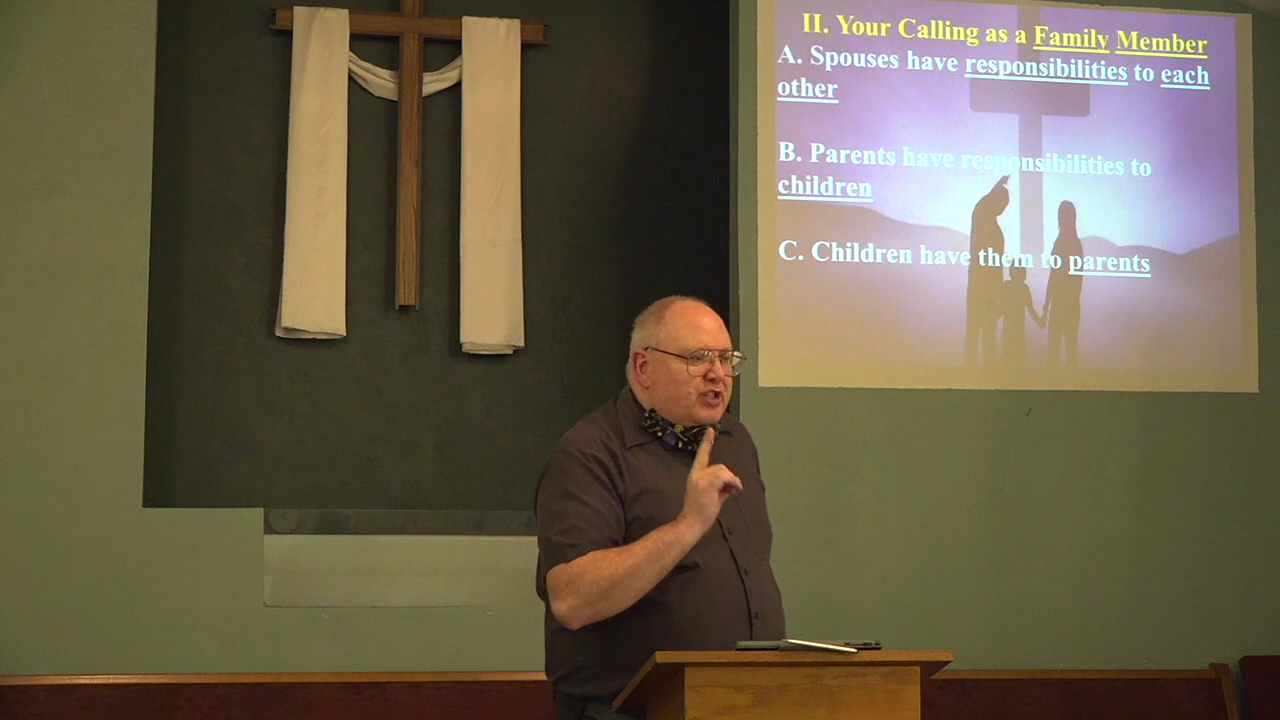 II. Your Calling as a Family Member
A. Spouses have responsibilities to each
other
B. Parents have responsibilities to
children
C. Children have them to parents